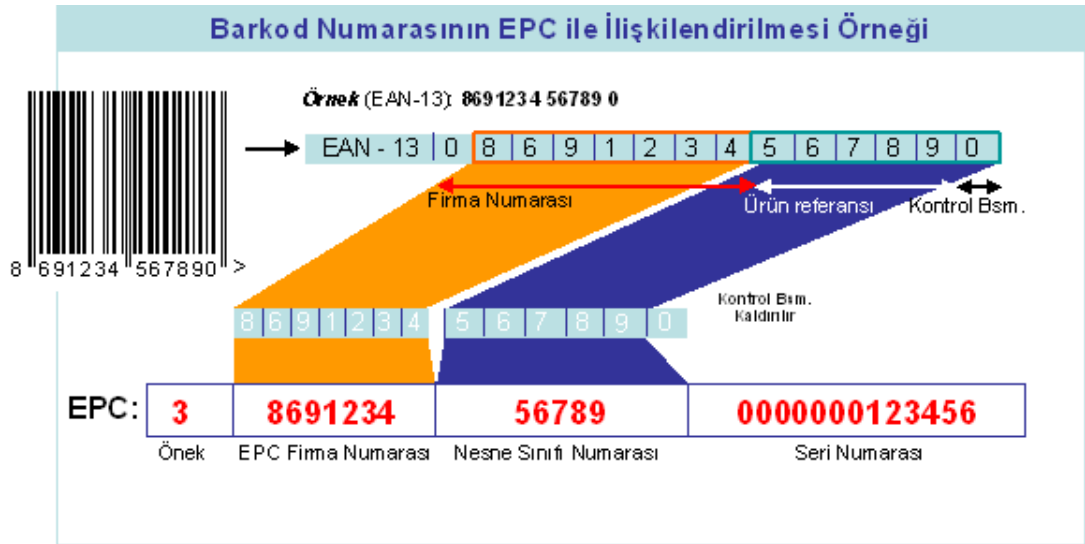 Barkod Numarasının EPC ile İlişkilendirilmesi Örneği
Örnek (EAN-13): 8691234 56789 0
EAN - 13 0 8 6 9 1 2 3 4 5 6 7 8 9 0
Firma Numarası Ürün referansı Kontrol Bsm.
8 691234 567890 >
Kontrol Bsm.
Kaldırılır
8 6 9 1 2 3 4 5 6 7 8 9 0
EPC: 3 8691234 56789 0000000123456
Önek EPC Firma Numarası Nesne Sınıfı Numarası Seri Numarası